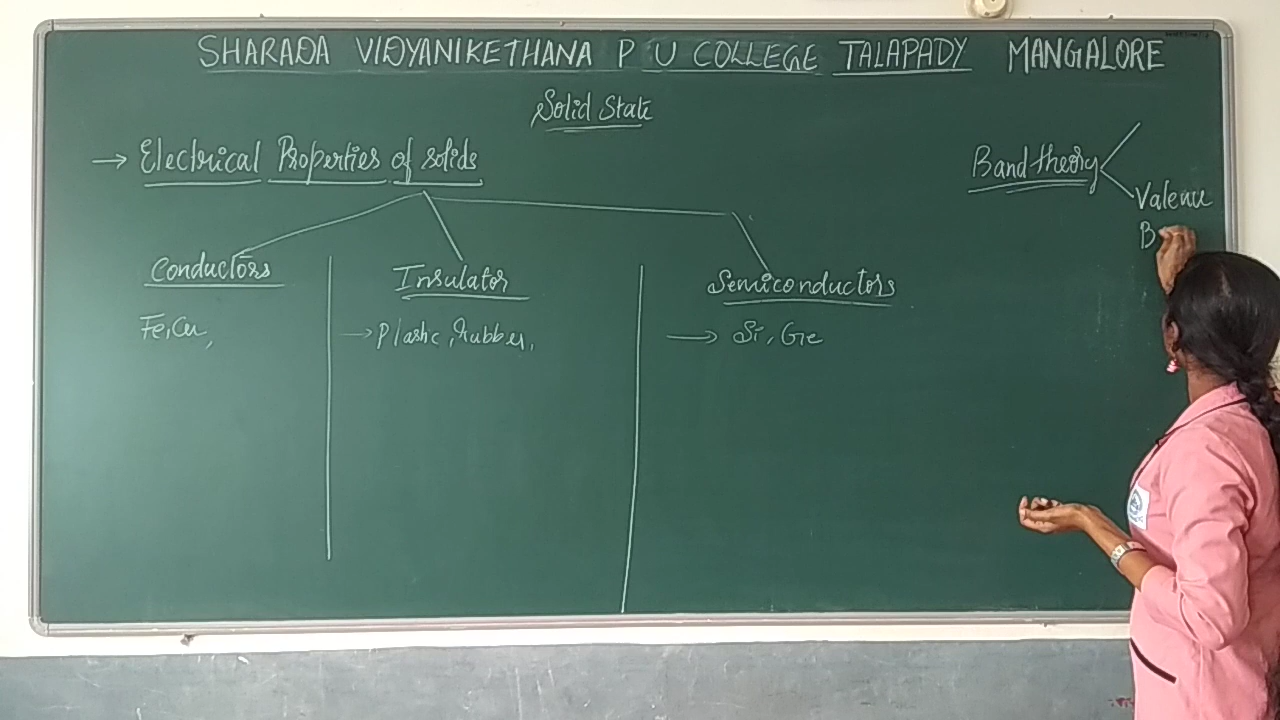 SHARADA VIDYANIKETHANA P U COLLEGE TALAPADY MANGALORE
Solid State
→ Electrical Properties of solids
Band theory
Valence
B
Conductors
Insulator
Semiconductors
Fe, Cu,
→ Plastic, rubber,
→ Si, Ge